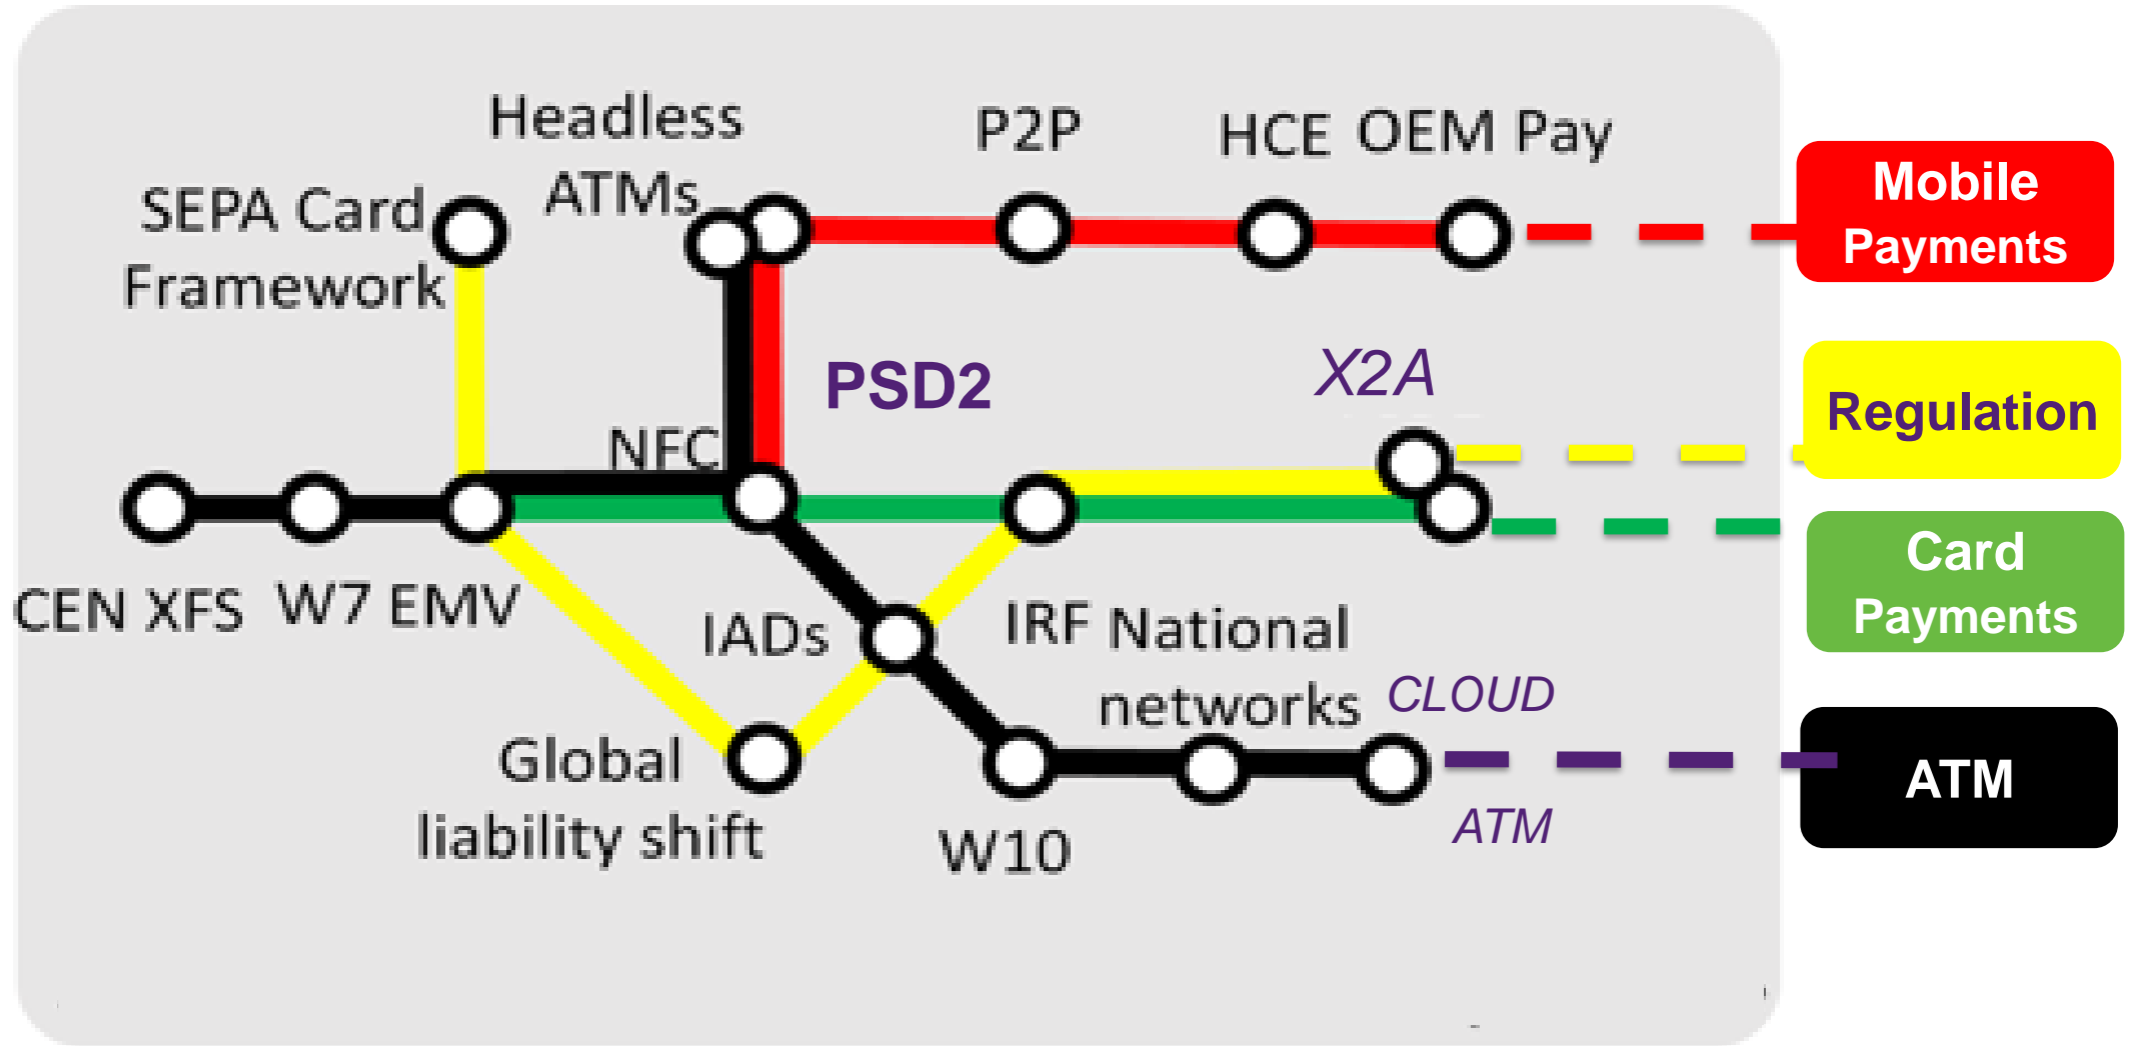 Headless
ATMs
P2P
HCE
OEM Pay
SEPA Card
Framework
Mobile
Payments
PSD2
X2A
Regulation
NFC
CEN XFS
W7
EMV
IADs
IRF
National
networks
Card
Payments
CLOUD
Global
liability shift
W10
ATM
ATM